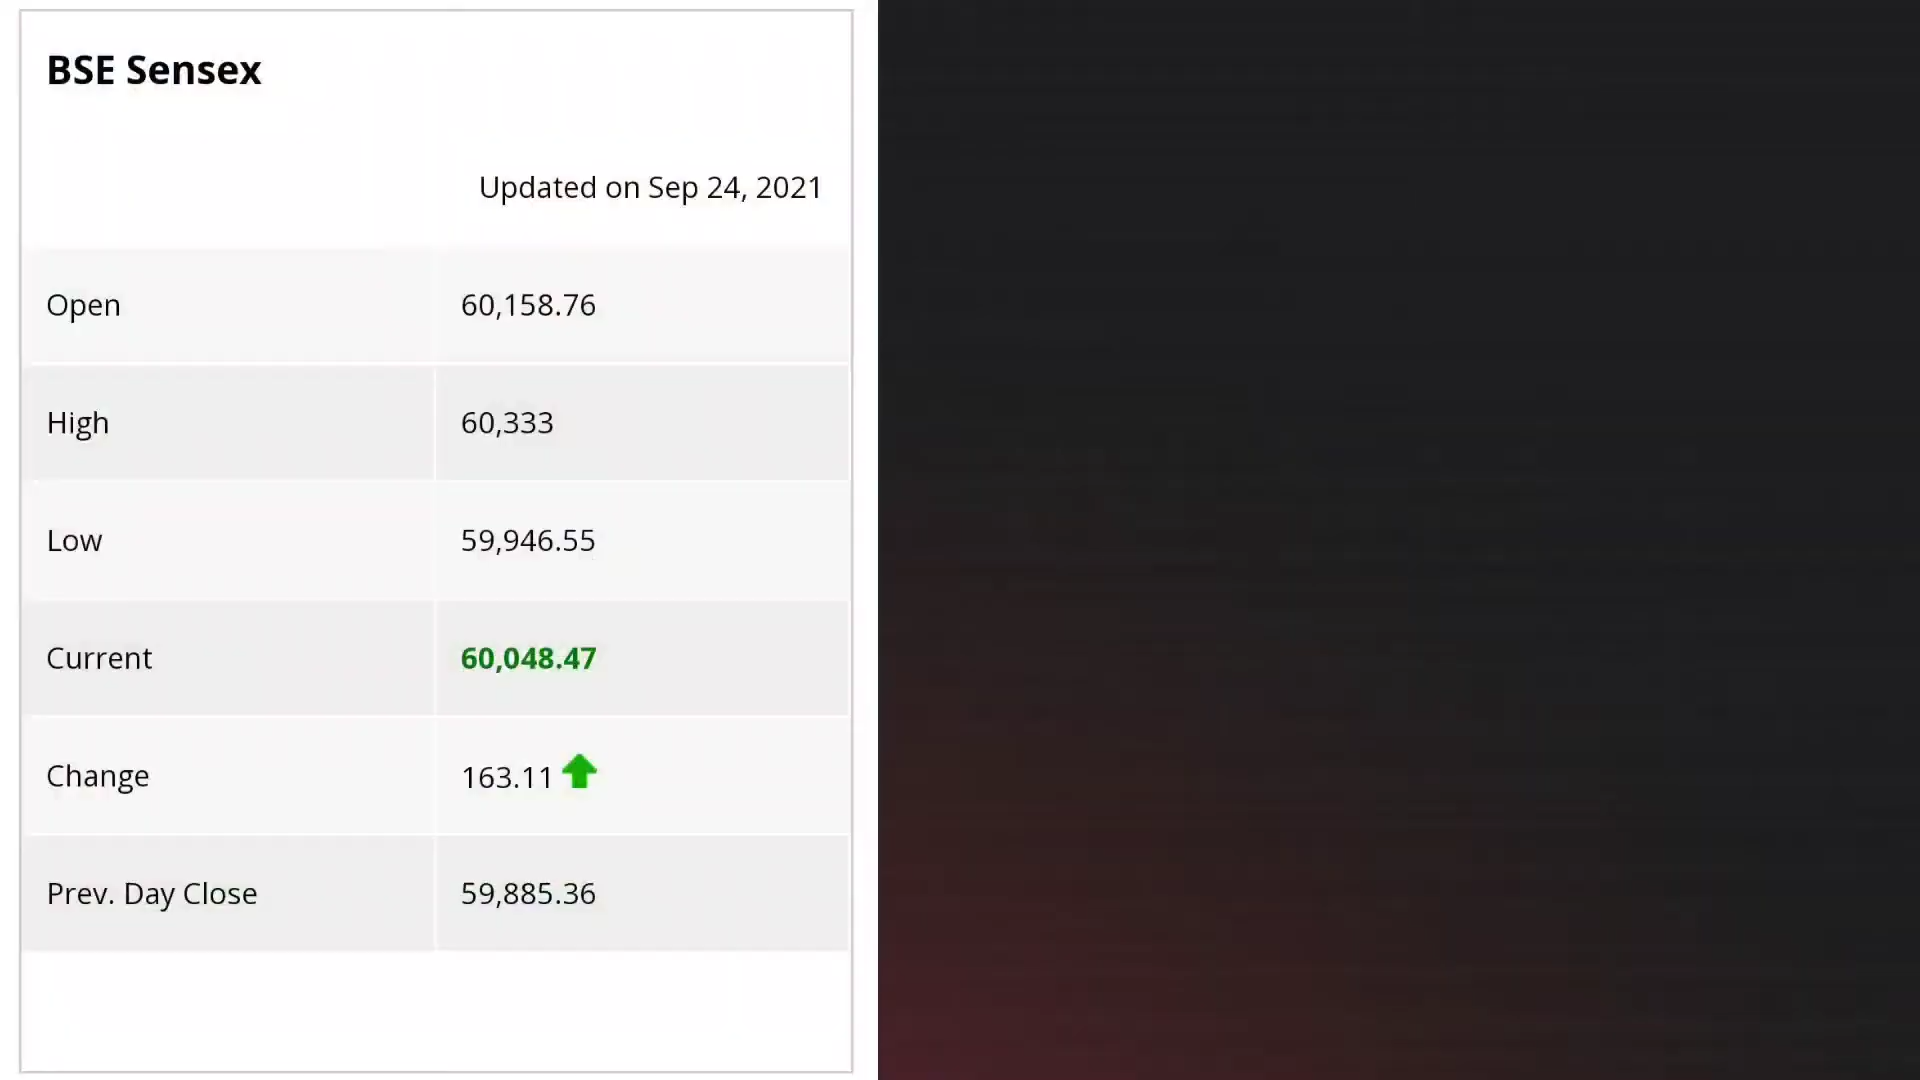 BSE Sensex
Updated on Sep 24, 2021
Open 60,158.76
High 60,333
Low 59,946.55
Current 60,048.47
Change 163.11
Prev. Day Close 59,885.36